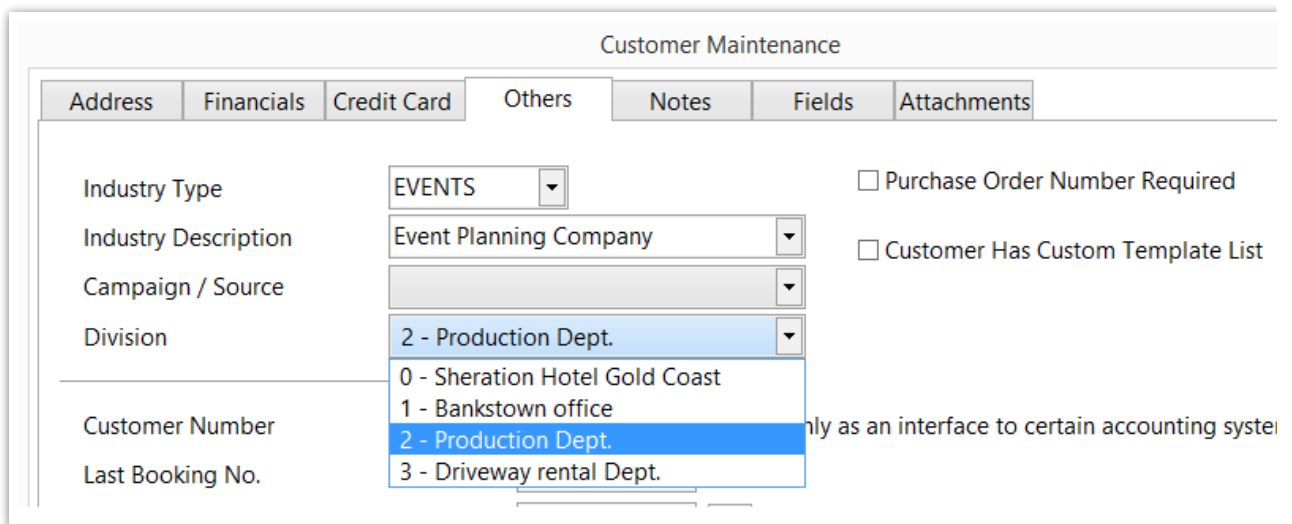 Customer Maintenance
Address Financials Credit Card Others Notes Fields Attachments
Industry Type EVENTS Purchase Order Number Required
Industry Description Event Planning Company Customer Has Custom Template List
Campaign / Source
Division 2 - Production Dept.
0 - Sheration Hotel Gold Coast
1 - Bankstown office
Customer Number 2 - Production Dept. nly as an interface to certain accounting syster
Last Booking No. 3 - Driveway rental Dept.